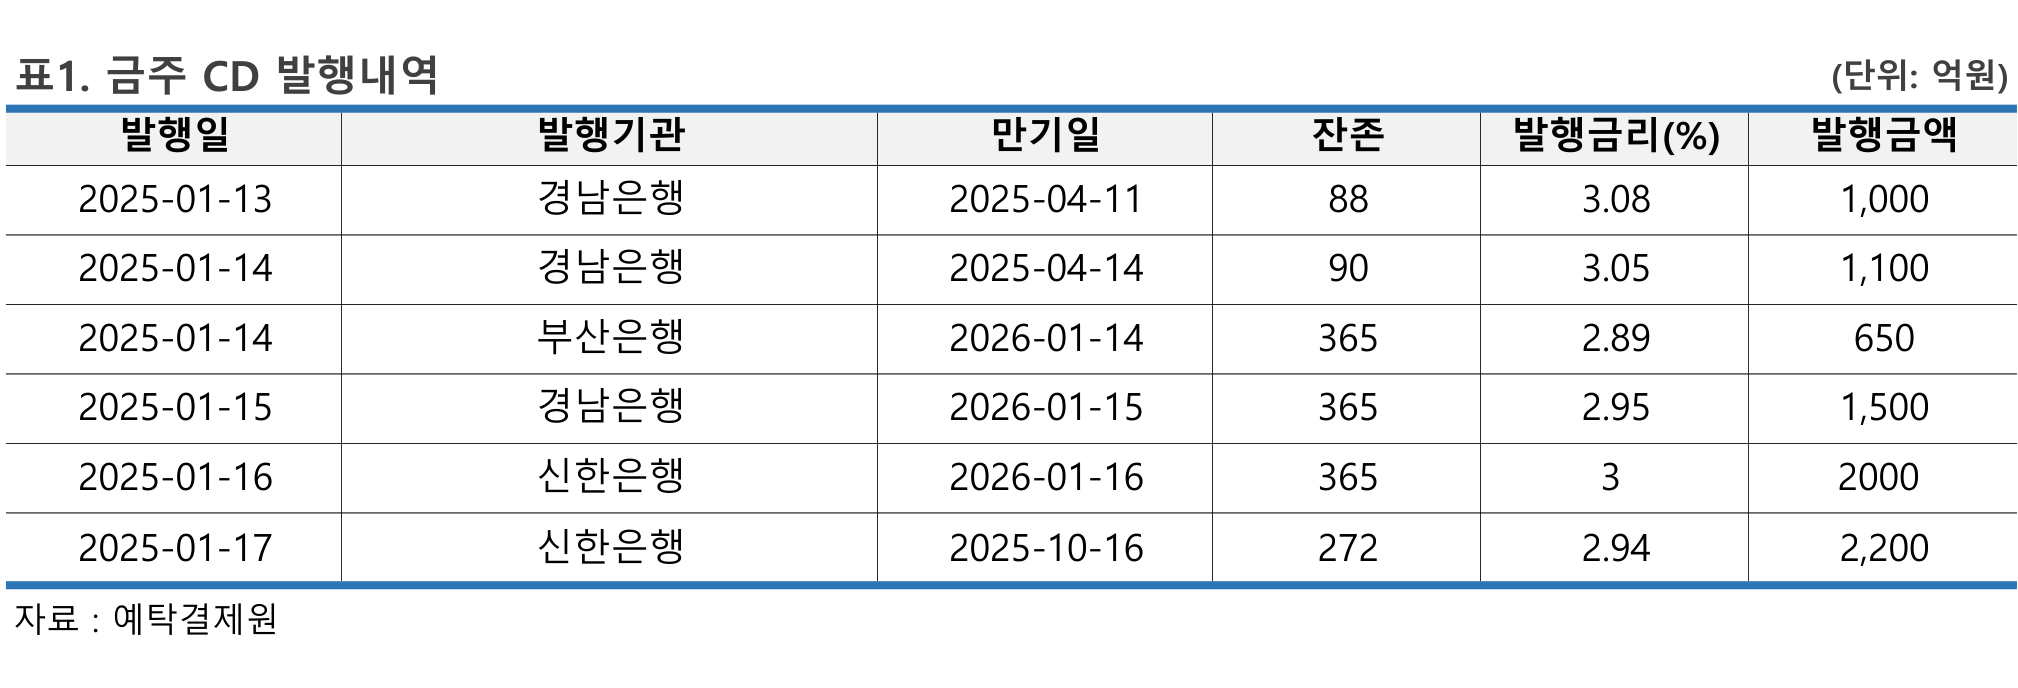 표1. 금주 CD 발행내역 (단위: 억원)
발행일 발행기관 만기일 잔존 발행금리(%) 발행금액
2025-01-13 경남은행 2025-04-11 88 3.08 1,000
2025-01-14 경남은행 2025-04-14 90 3.05 1,100
2025-01-14 부산은행 2026-01-14 365 2.89 650
2025-01-15 경남은행 2026-01-15 365 2.95 1,500
2025-01-16 신한은행 2026-01-16 365 3 2000
2025-01-17 신한은행 2025-10-16 272 2.94 2,200
자료 : 예탁결제원